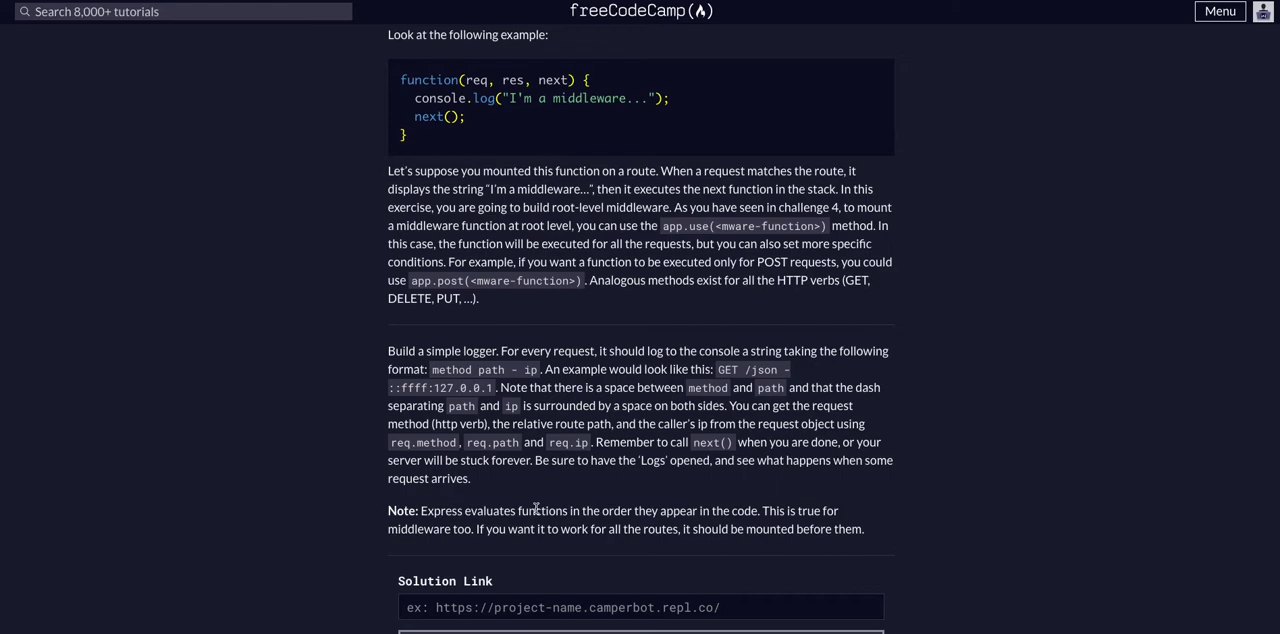 Search 8,000+ tutorials
freeCodeCamp
Menu
Look at the following example:
function(req, res, next) {
  console.log("I'm a middleware...");
  next();
}
Let’s suppose you mounted this function on a route. When a request matches the route, it
displays the string “I’m a middleware…”, then it executes the next function in the stack. In this
exercise, you are going to build root-level middleware. As you have seen in challenge 4, to mount
a middleware function at root level, you can use the app.use(<mware-function>) method. In
this case, the function will be executed for all the requests, but you can also set more specific
conditions. For example, if you want a function to be executed only for POST requests, you could
use app.post(<mware-function>). Analogous methods exist for all the HTTP verbs (GET,
DELETE, PUT, …).
Build a simple logger. For every request, it should log to the console a string taking the following
format: method path - ip. An example would look like this: GET /json -
::ffff:127.0.0.1. Note that there is a space between method and path and that the dash
separating path and ip is surrounded by a space on both sides. You can get the request
method (http verb), the relative route path, and the caller’s ip from the request object using
req.method, req.path and req.ip. Remember to call next() when you are done, or your
server will be stuck forever. Be sure to have the ‘Logs’ opened, and see what happens when some
request arrives.
Note: Express evaluates functions in the order they appear in the code. This is true for
middleware too. If you want it to work for all the routes, it should be mounted before them.
Solution Link
ex: https://project-name.camperbot.repl.co/